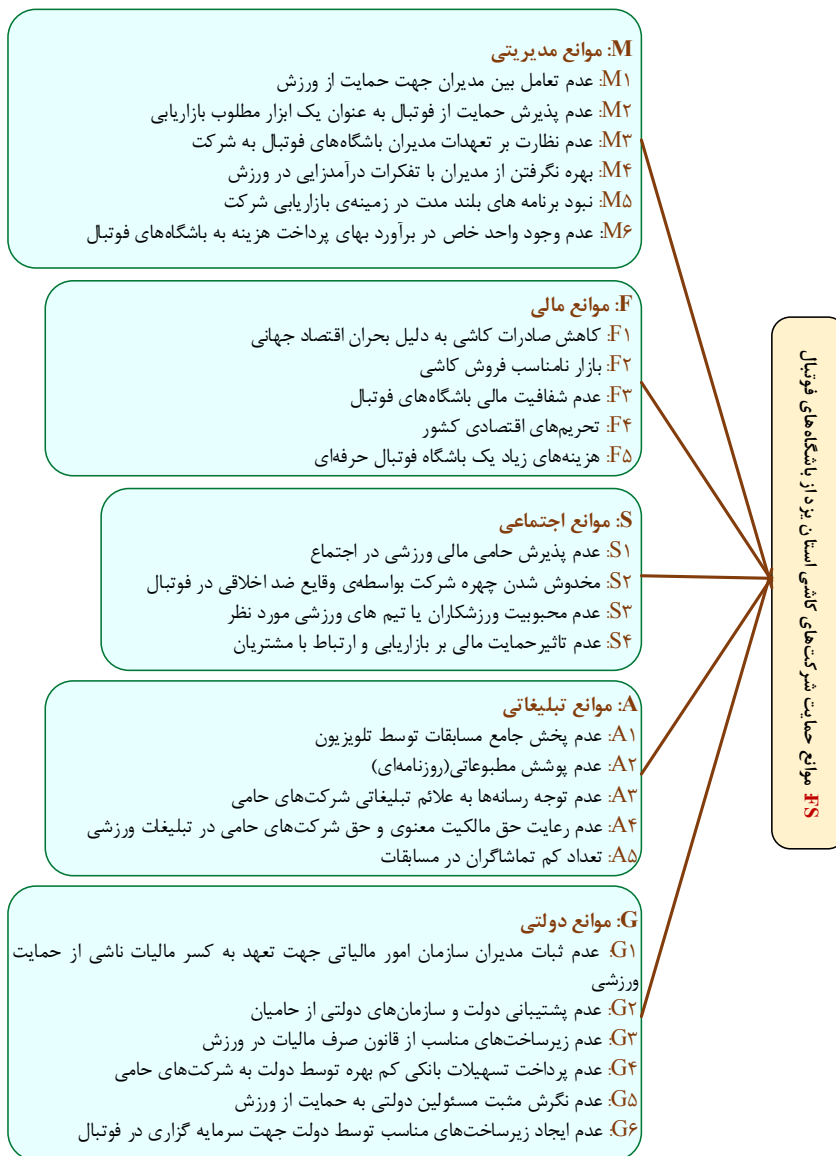 FS: موانع حمایت شرکت‌های کاشی استان یزد از باشگاه‌های فوتبال
M: موانع مدیریتی
M۱: عدم تعامل بین مدیران جهت حمایت از ورزش
M۲: عدم پذیرش حمایت از فوتبال به عنوان یک ابزار مطلوب بازاریابی
M۳: عدم نظارت بر تعهدات مدیران باشگاه‌های فوتبال به شرکت
M۴: بهره نگرفتن از مدیران با تفکرات درآمدزایی در ورزش
M۵: نبود برنامه های بلند مدت در زمینه‌ی بازاریابی شرکت
M۶: عدم وجود واحد خاص در برآورد بهای پرداخت هزینه به باشگاه‌های فوتبال
F: موانع مالی
F۱: کاهش صادرات کاشی به دلیل بحران اقتصاد جهانی
F۲: بازار نامناسب فروش کاشی
F۳: عدم شفافیت مالی باشگاه‌های فوتبال
F۴: تحریم‌های اقتصادی کشور
F۵: هزینه‌های زیاد یک باشگاه فوتبال حرفه‌ای
S: موانع اجتماعی
S۱: عدم پذیرش حامی مالی ورزشی در اجتماع
S۲: مخدوش شدن چهره شرکت بواسطه‌ی وقایع ضد اخلاقی در فوتبال
S۳: عدم محبوبیت ورزشکاران یا تیم های ورزشی مورد نظر
S۴: عدم تاثیرحمایت مالی بر بازاریابی و ارتباط با مشتریان
A: موانع تبلیغاتی
A۱: عدم پخش جامع مسابقات توسط تلویزیون
A۲: عدم پوشش مطبوعاتی(روزنامه‌ای)
A۳: عدم توجه رسانه‌ها به علائم تبلیغاتی شرکت‌های حامی
A۴: عدم رعایت حق مالکیت معنوی و حق شرکت‌های حامی در تبلیغات ورزشی
A۵: تعداد کم تماشاگران در مسابقات
G: موانع دولتی
G۱: عدم ثبات مدیران سازمان امور مالیاتی جهت تعهد به کسر مالیات ناشی از حمایت
ورزشی
G۲: عدم پشتیبانی دولت و سازمان‌های دولتی از حامیان
G۳: عدم زیرساخت‌های مناسب از قانون صرف مالیات در ورزش
G۴: عدم پرداخت تسهیلات بانکی کم بهره توسط دولت به شرکت‌های حامی
G۵: عدم نگرش مثبت مسئولین دولتی به حمایت از ورزش
G۶: عدم ایجاد زیرساخت‌های مناسب توسط دولت جهت سرمایه گزاری در فوتبال